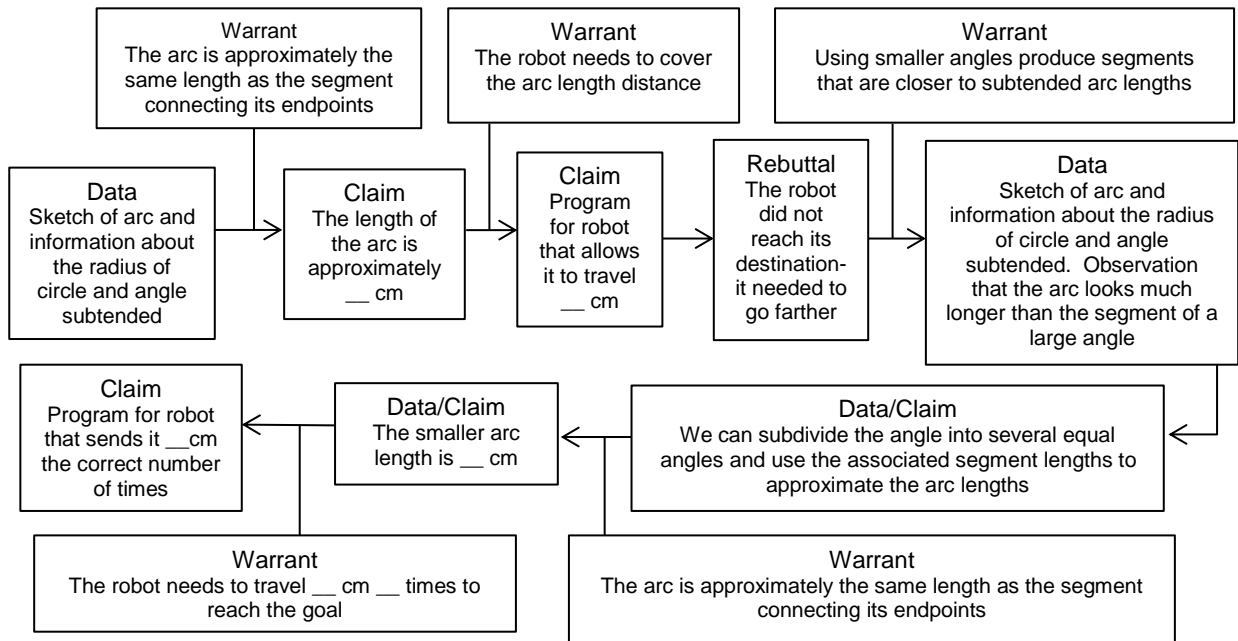 Warrant
The arc is approximately the
same length as the segment
connecting its endpoints
Warrant
The robot needs to cover
the arc length distance
Warrant
Using smaller angles produce segments
that are closer to subtended arc lengths
Data
Sketch of arc and
information about
the radius of
circle and angle
subtended
Claim
The length of
the arc is
approximately
__ cm
Claim
Program
for robot
that allows
it to travel
__ cm
Rebuttal
The robot
did not
reach its
destination-
it needed to
go farther
Data
Sketch of arc and
information about the radius
of circle and angle
subtended.  Observation
that the arc looks much
longer than the segment of a
large angle
Claim
Program for robot
that sends it __cm
the correct number
of times
Data/Claim
The smaller arc
length is __ cm
Data/Claim
We can subdivide the angle into several equal
angles and use the associated segment lengths to
approximate the arc lengths
Warrant
The robot needs to travel __ cm __ times to
reach the goal
Warrant
The arc is approximately the same length as the segment
connecting its endpoints